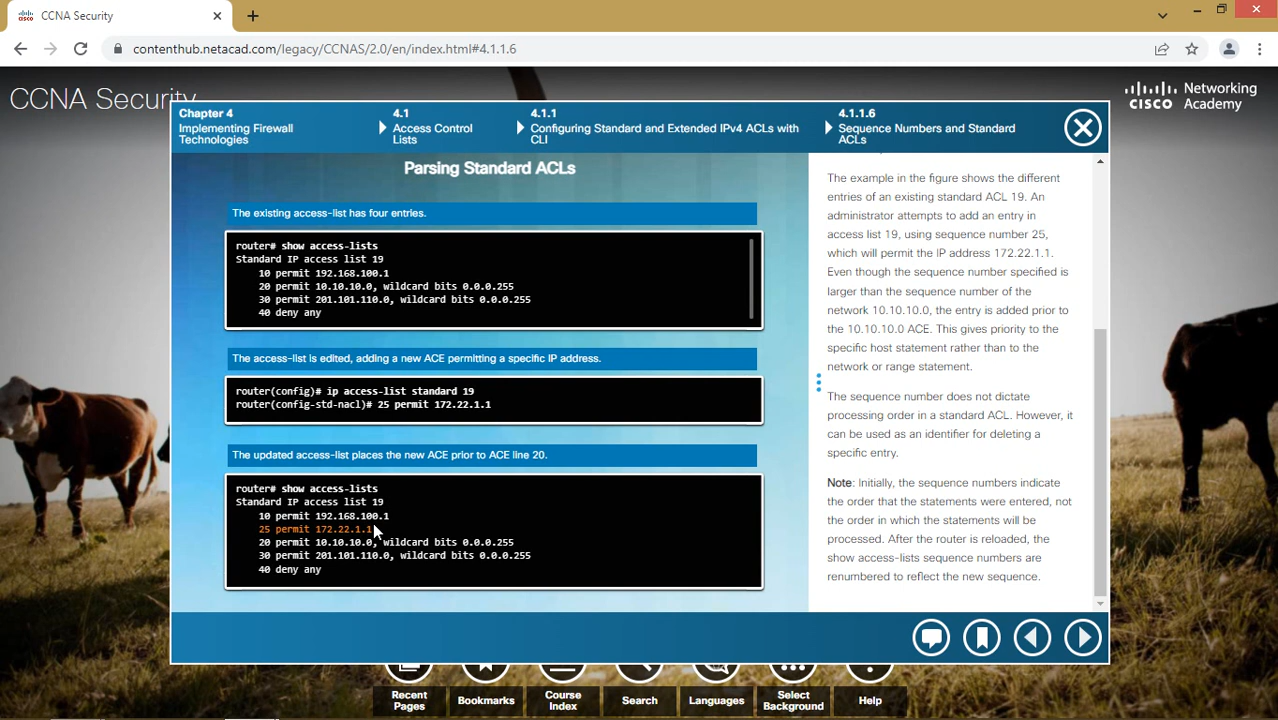 CCNA Security
contenthub.netacad.com/legacy/CCNAS/2.0/en/index.html#4.1.1.6
CCNA Security
Networking
CISCO Academy
Chapter 4
Implementing Firewall
Technologies
4.1
Access Control
Lists
4.1.1
Configuring Standard and Extended IPv4 ACLs with
CLI
4.1.1.6
Sequence Numbers and Standard
ACLs
Parsing Standard ACLs
The existing access-list has four entries.
router# show access-lists
Standard IP access list 19
10 permit 192.168.100.1
20 permit 10.10.10.0, wildcard bits 0.0.0.255
30 permit 201.101.110.0, wildcard bits 0.0.0.255
40 deny any
The access-list is edited, adding a new ACE permitting a specific IP address.
router(config)# ip access-list standard 19
router(config-std-nacl)# 25 permit 172.22.1.1
The updated access-list places the new ACE prior to ACE line 20.
router# show access-lists
Standard IP access list 19
10 permit 192.168.100.1
25 permit 172.22.1.1
20 permit 10.10.10.0, wildcard bits 0.0.0.255
30 permit 201.101.110.0, wildcard bits 0.0.0.255
40 deny any
The example in the figure shows the different
entries of an existing standard ACL 19. An
administrator attempts to add an entry in
access list 19, using sequence number 25,
which will permit the IP address 172.22.1.1.
Even though the sequence number specified is
larger than the sequence number of the
network 10.10.10.0, the entry is added prior to
the 10.10.10.0 ACE. This gives priority to the
specific host statement rather than to the
network or range statement.
The sequence number does not dictate
processing order in a standard ACL. However, it
can be used as an identifier for deleting a
specific entry.
Note: Initially, the sequence numbers indicate
the order that the statements were entered, not
the order in which the statements will be
processed. After the router is reloaded, the
show access-lists sequence numbers are
renumbered to reflect the new sequence.
Recent
Pages
Bookmarks
Course
Index
Search
Languages
Select
Background
Help